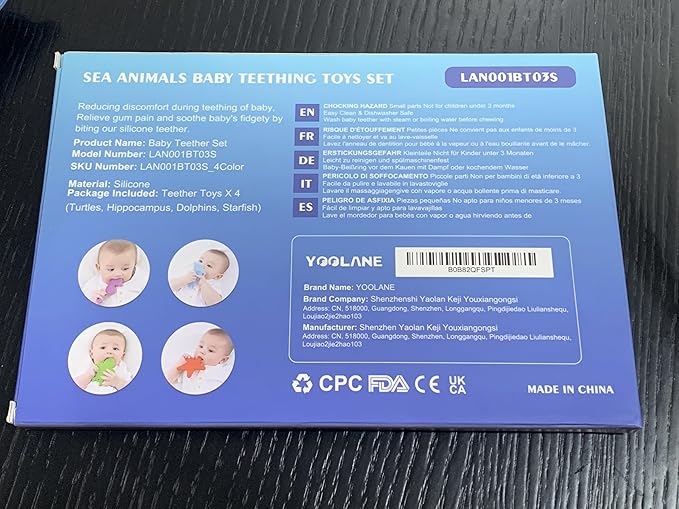 SEA ANIMALS BABY TEETHING TOYS SET
LAN001BT03S
Reducing discomfort during teething of baby,
Relieve gum pain and soothe baby's fidgety by
biting our silicone teether.
Product Name: Baby Teether Set
Model Number: LAN001BT03S
SKU Number: LAN001BT03S_4Color
Material: Silicone
Package Included: Teether Toys X 4
(Turtles, Hippocampus, Dolphins, Starfish)
EN
CHOCKING HAZARD Small parts Not for children under 3 months
Easy Clean & Dishwasher Safe
Wash baby teether with steam or boiling water before chewing
FR
RISQUE D'ÉTOUFFEMENT Petites pièces Ne convient pas aux enfants de moins de 3
Facile à nettoyer et va au lave-vaisselle
Lavez l'anneau de dentition pour bébé à la vapeur ou à l'eau bouillante avant de le mâcher.
DE
ERSTICKUNGSGEFAHR Kleinteile Nicht für Kinder unter 3 Monaten
Leicht zu reinigen und spülmaschinenfest
Baby-Beißring vor dem Kauen mit Dampf oder kochendem Wasser
IT
PERICOLO DI SOFFOCAMENTO Piccole parti Non per bambini di età inferiore a 3
Facile da pulire e lavabile in lavastoviglie
Lavare il massaggiagengive con vapore o acqua bollente prima di masticare.
ES
PELIGRO DE ASFIXIA Piezas pequeñas No apto para niños menores de 3 meses
Fácil de limpiar y apto para lavavajillas
Lave el mordedor para bebés con vapor o agua hirviendo antes de
YOOLANE
B0B82QFSPT
Brand Name: YOOLANE
Brand Company: Shenzhenshi Yaolan Keji Youxiangongsi
Address: CN, 518000, Guangdong, Shenzhen, Longgangqu, Pingdijiedao Liulianshequ,
Loujiao2jie2hao103
Manufacturer: Shenzhen Yaolan Keji Youxiangongsi
Address: CN, 518000, Guangdong, Shenzhen, Longgangqu, Pingdijiedao Liulianshequ,
Loujiao2jie2hao103
CPC FDA CE UK
CA
MADE IN CHINA